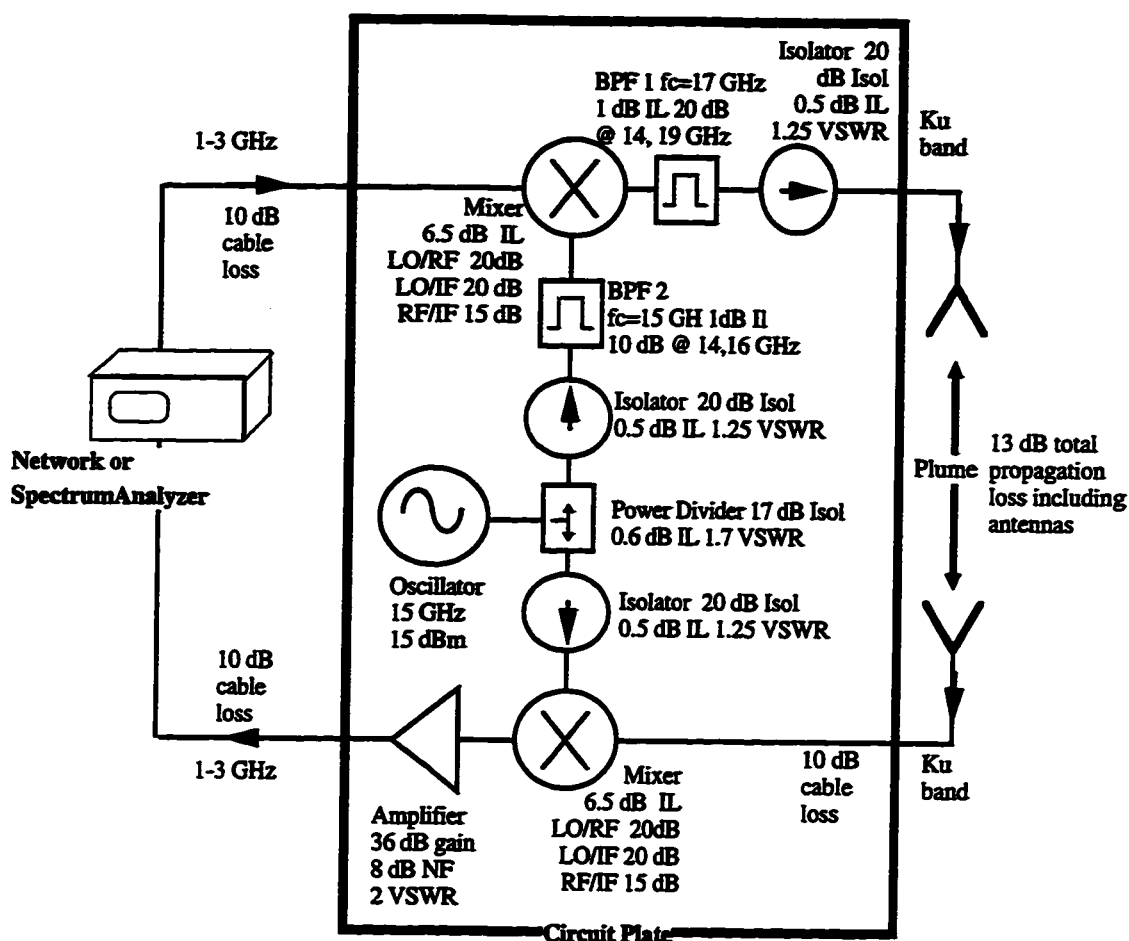 Isolator 20
dB Isol
0.5 dB IL
1.25 VSWR
BPF 1 fc=17 GHz
1 dB IL 20 dB
@ 14, 19 GHz
Ku
band
1-3 GHz
10 dB
cable
loss
Mixer
6.5 dB IL
LO/RF 20dB
LO/IF 20 dB
RF/IF 15 dB
BPF 2
fc=15 GH 1dB Il
10 dB @ 14,16 GHz
Isolator 20 dB Isol
0.5 dB IL 1.25 VSWR
Network or
SpectrumAnalyzer
Plume
13 dB total
propagation
loss including
antennas
Power Divider 17 dB Isol
0.6 dB IL 1.7 VSWR
Oscillator
15 GHz
15 dBm
Isolator 20 dB Isol
0.5 dB IL 1.25 VSWR
10 dB
cable
loss
1-3 GHz
10 dB
cable
loss
Ku
band
Mixer
6.5 dB IL
LO/RF 20dB
LO/IF 20 dB
RF/IF 15 dB
Amplifier
36 dB gain
8 dB NF
2 VSWR
Circuit Plate